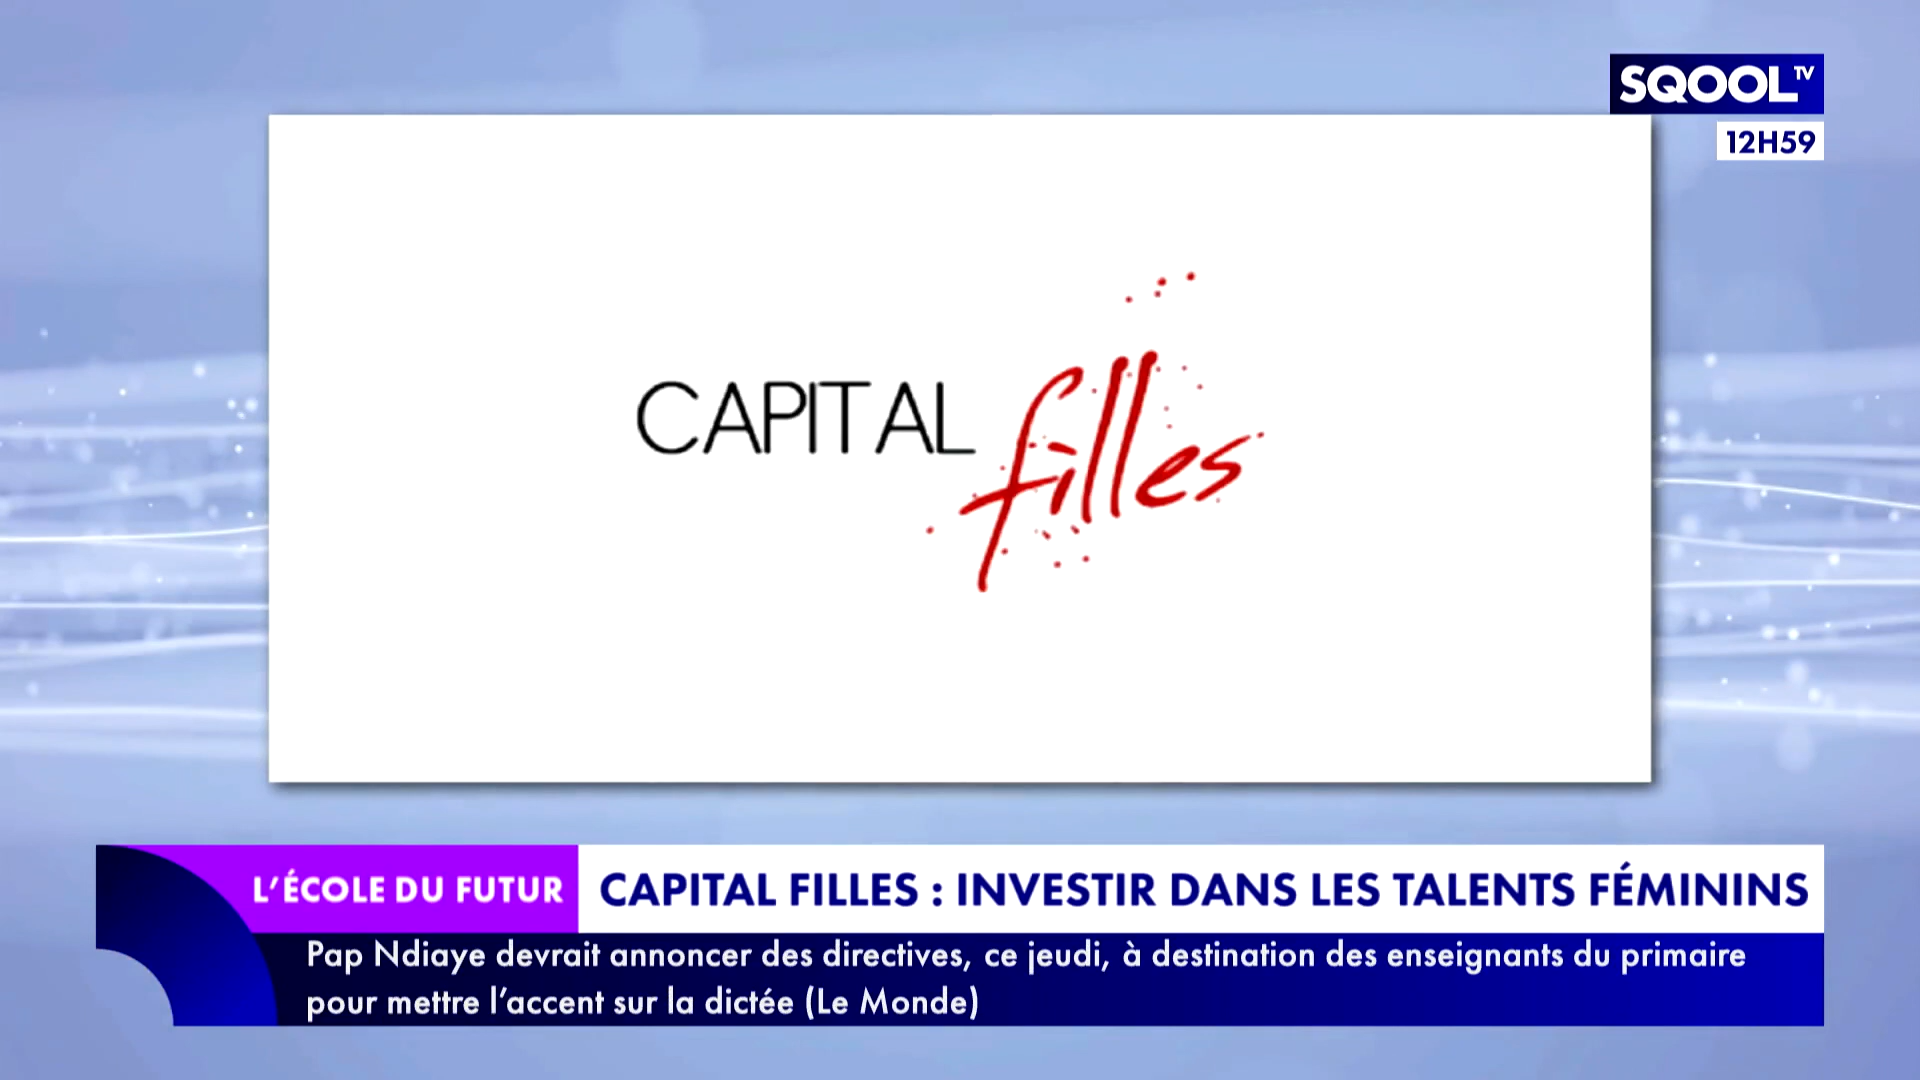 SQOOL TV
12H59
CAPITAL filles
L'ÉCOLE DU FUTUR
CAPITAL FILLES : INVESTIR DANS LES TALENTS FÉMININS
Pap Ndiaye devrait annoncer des directives, ce jeudi, à destination des enseignants du primaire
pour mettre l'accent sur la dictée (Le Monde)